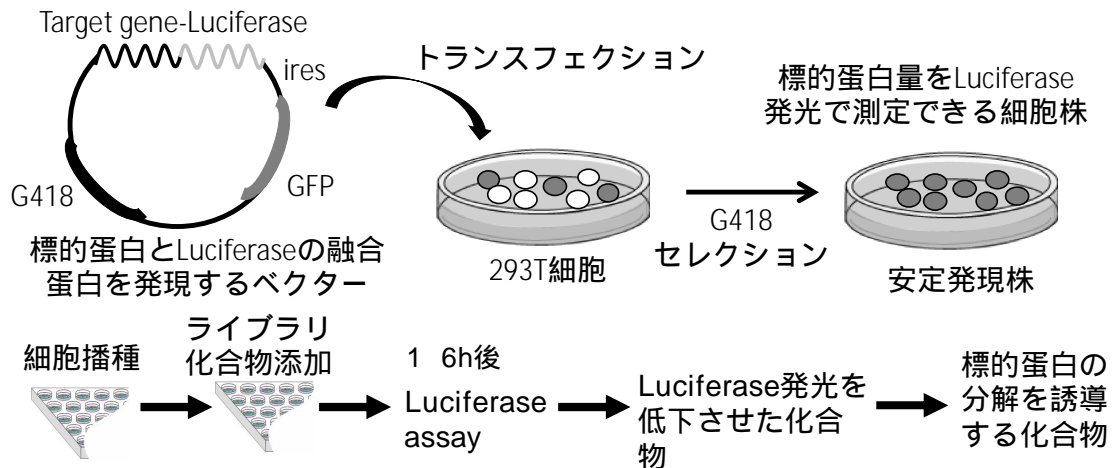 Target gene-Luciferase
ires
GFP
G418
標的蛋白とLuciferaseの融合
蛋白を発現するベクター
トランスフェクション
293T細胞
G418
セレクション
標的蛋白量をLuciferase
発光で測定できる細胞株
安定発現株
細胞播種
ライブラリ
化合物添加
1 6h後
Luciferase
assay
Luciferase発光を
低下させた化合
物
標的蛋白の
分解を誘導
する化合物